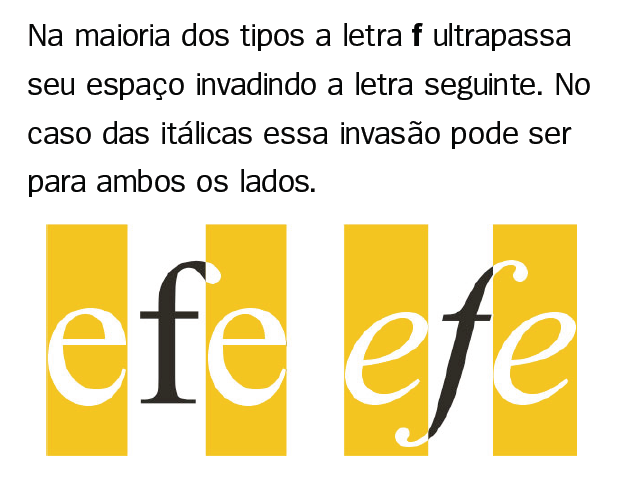 Na maioria dos tipos a letra f ultrapassa
seu espaço invadindo a letra seguinte. No
caso das itálicas essa invasão pode ser
para ambos os lados.
efe efe